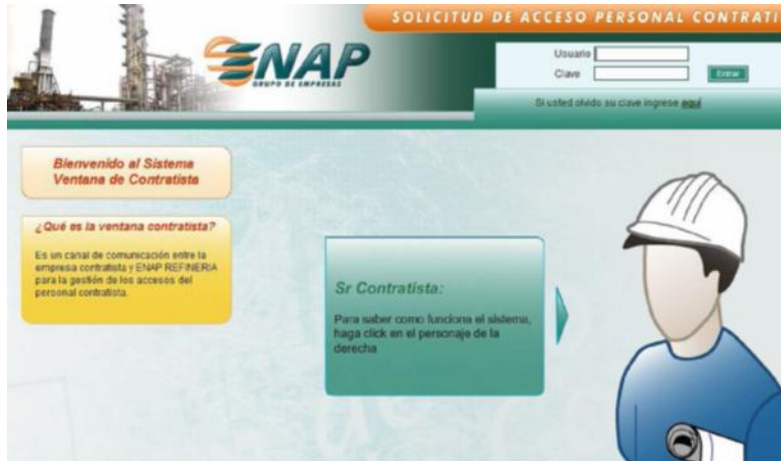 SOLICITUD DE ACCESO PERSONAL CONTRATI
ENAP
GRUPO DE EMPRESAS
Usuario
Clave
Entrar
Si usted olvido su clave ingrese aquí
Bienvenido al Sistema
Ventana de Contratista
¿Qué es la ventana contratista?
Es un canal de comunicación entre la
empresa contratista y ENAP REFINERIA
para la gestión de los accesos del
personal contratista.
Sr Contratista:
Para saber como funciona el sistema,
haga click en el personaje de la
derecha